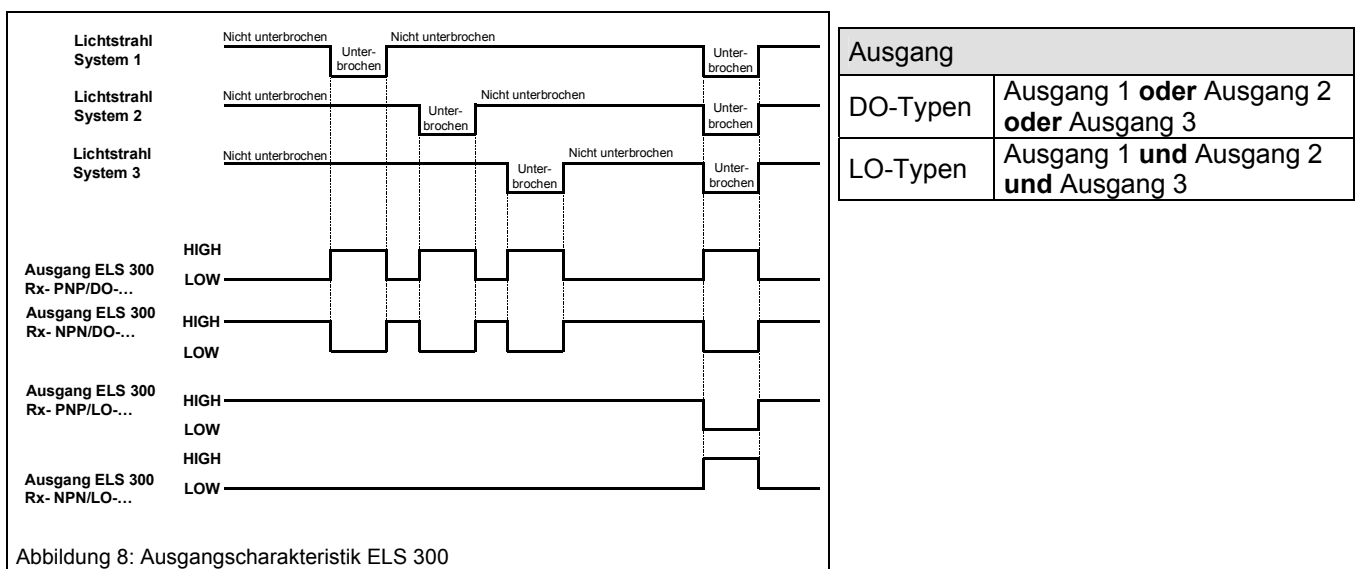 Lichtstrahl
System 1
Nicht unterbrochen
Unter-
brochen
Nicht unterbrochen
Unter-
brochen
Lichtstrahl
System 2
Nicht unterbrochen
Unter-
brochen
Nicht unterbrochen
Unter-
brochen
Lichtstrahl
System 3
Nicht unterbrochen
Unter-
brochen
Nicht unterbrochen
Unter-
brochen
Ausgang ELS 300
Rx- PNP/DO-…
HIGH
LOW
Ausgang ELS 300
Rx- NPN/DO-…
HIGH
LOW
Ausgang ELS 300
Rx- PNP/LO-…
HIGH
LOW
Ausgang ELS 300
Rx- NPN/LO-…
HIGH
LOW
Abbildung 8: Ausgangscharakteristik ELS 300
Ausgang
DO-Typen
Ausgang 1 oder Ausgang 2
oder Ausgang 3
LO-Typen
Ausgang 1 und Ausgang 2
und Ausgang 3